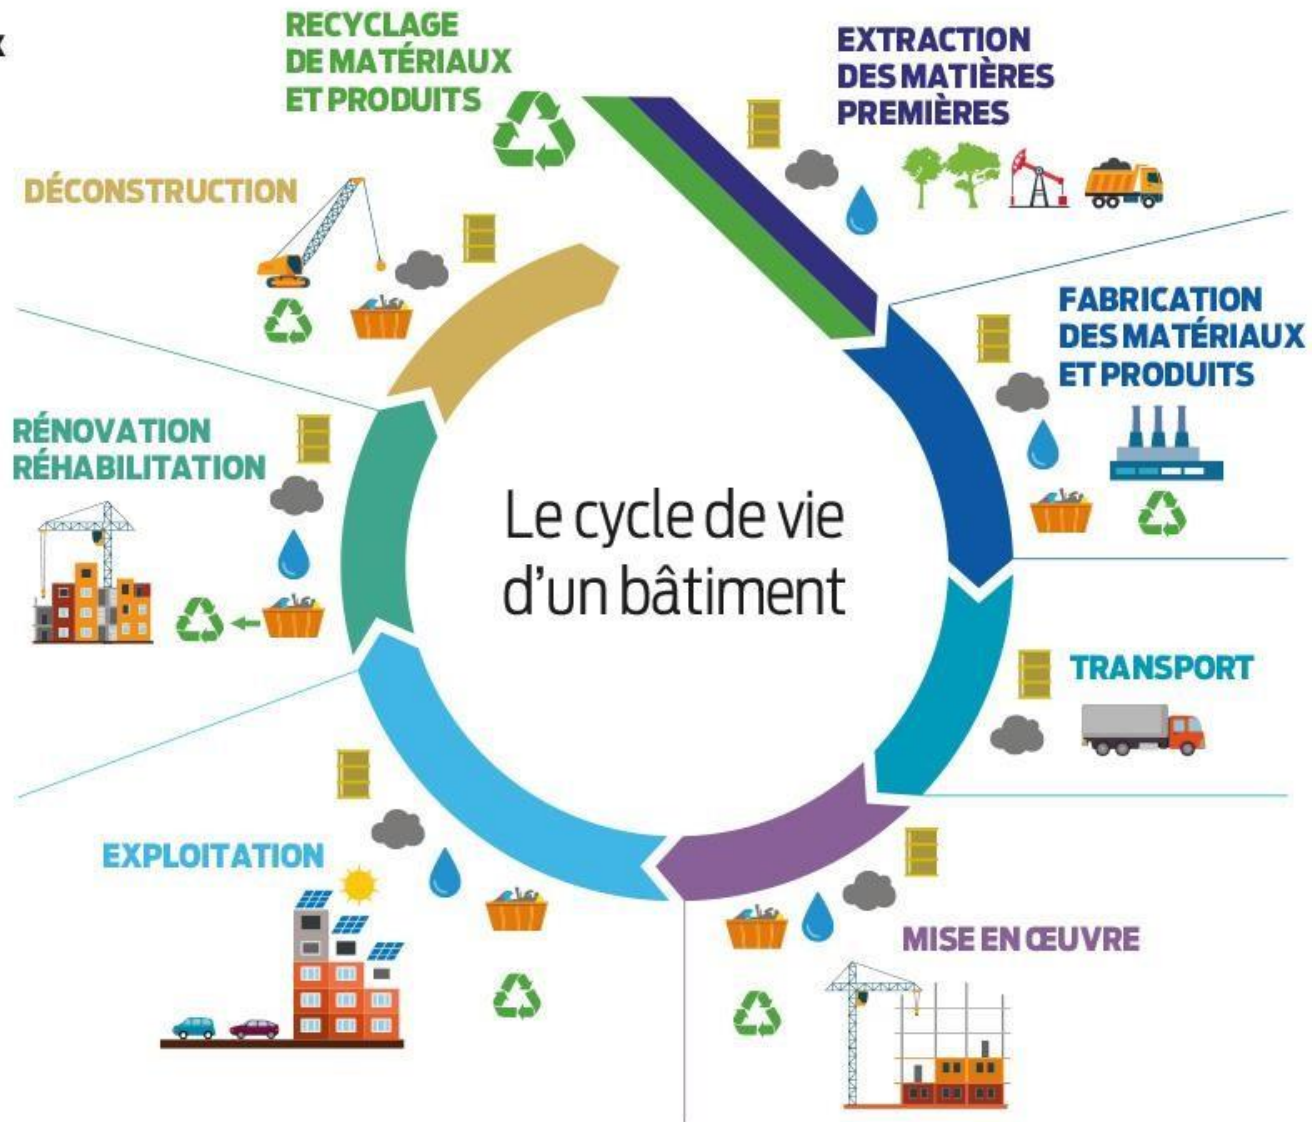 RECYCLAGE
DE MATÉRIAUX
ET PRODUITS
EXTRACTION
DES MATIÈRES
PREMIÈRES
DÉCONSTRUCTION
FABRICATION
DES MATÉRIAUX
ET PRODUITS
RÉNOVATION
RÉHABILITATION
Le cycle de vie
d'un bâtiment
TRANSPORT
EXPLOITATION
MISE EN ŒUVRE